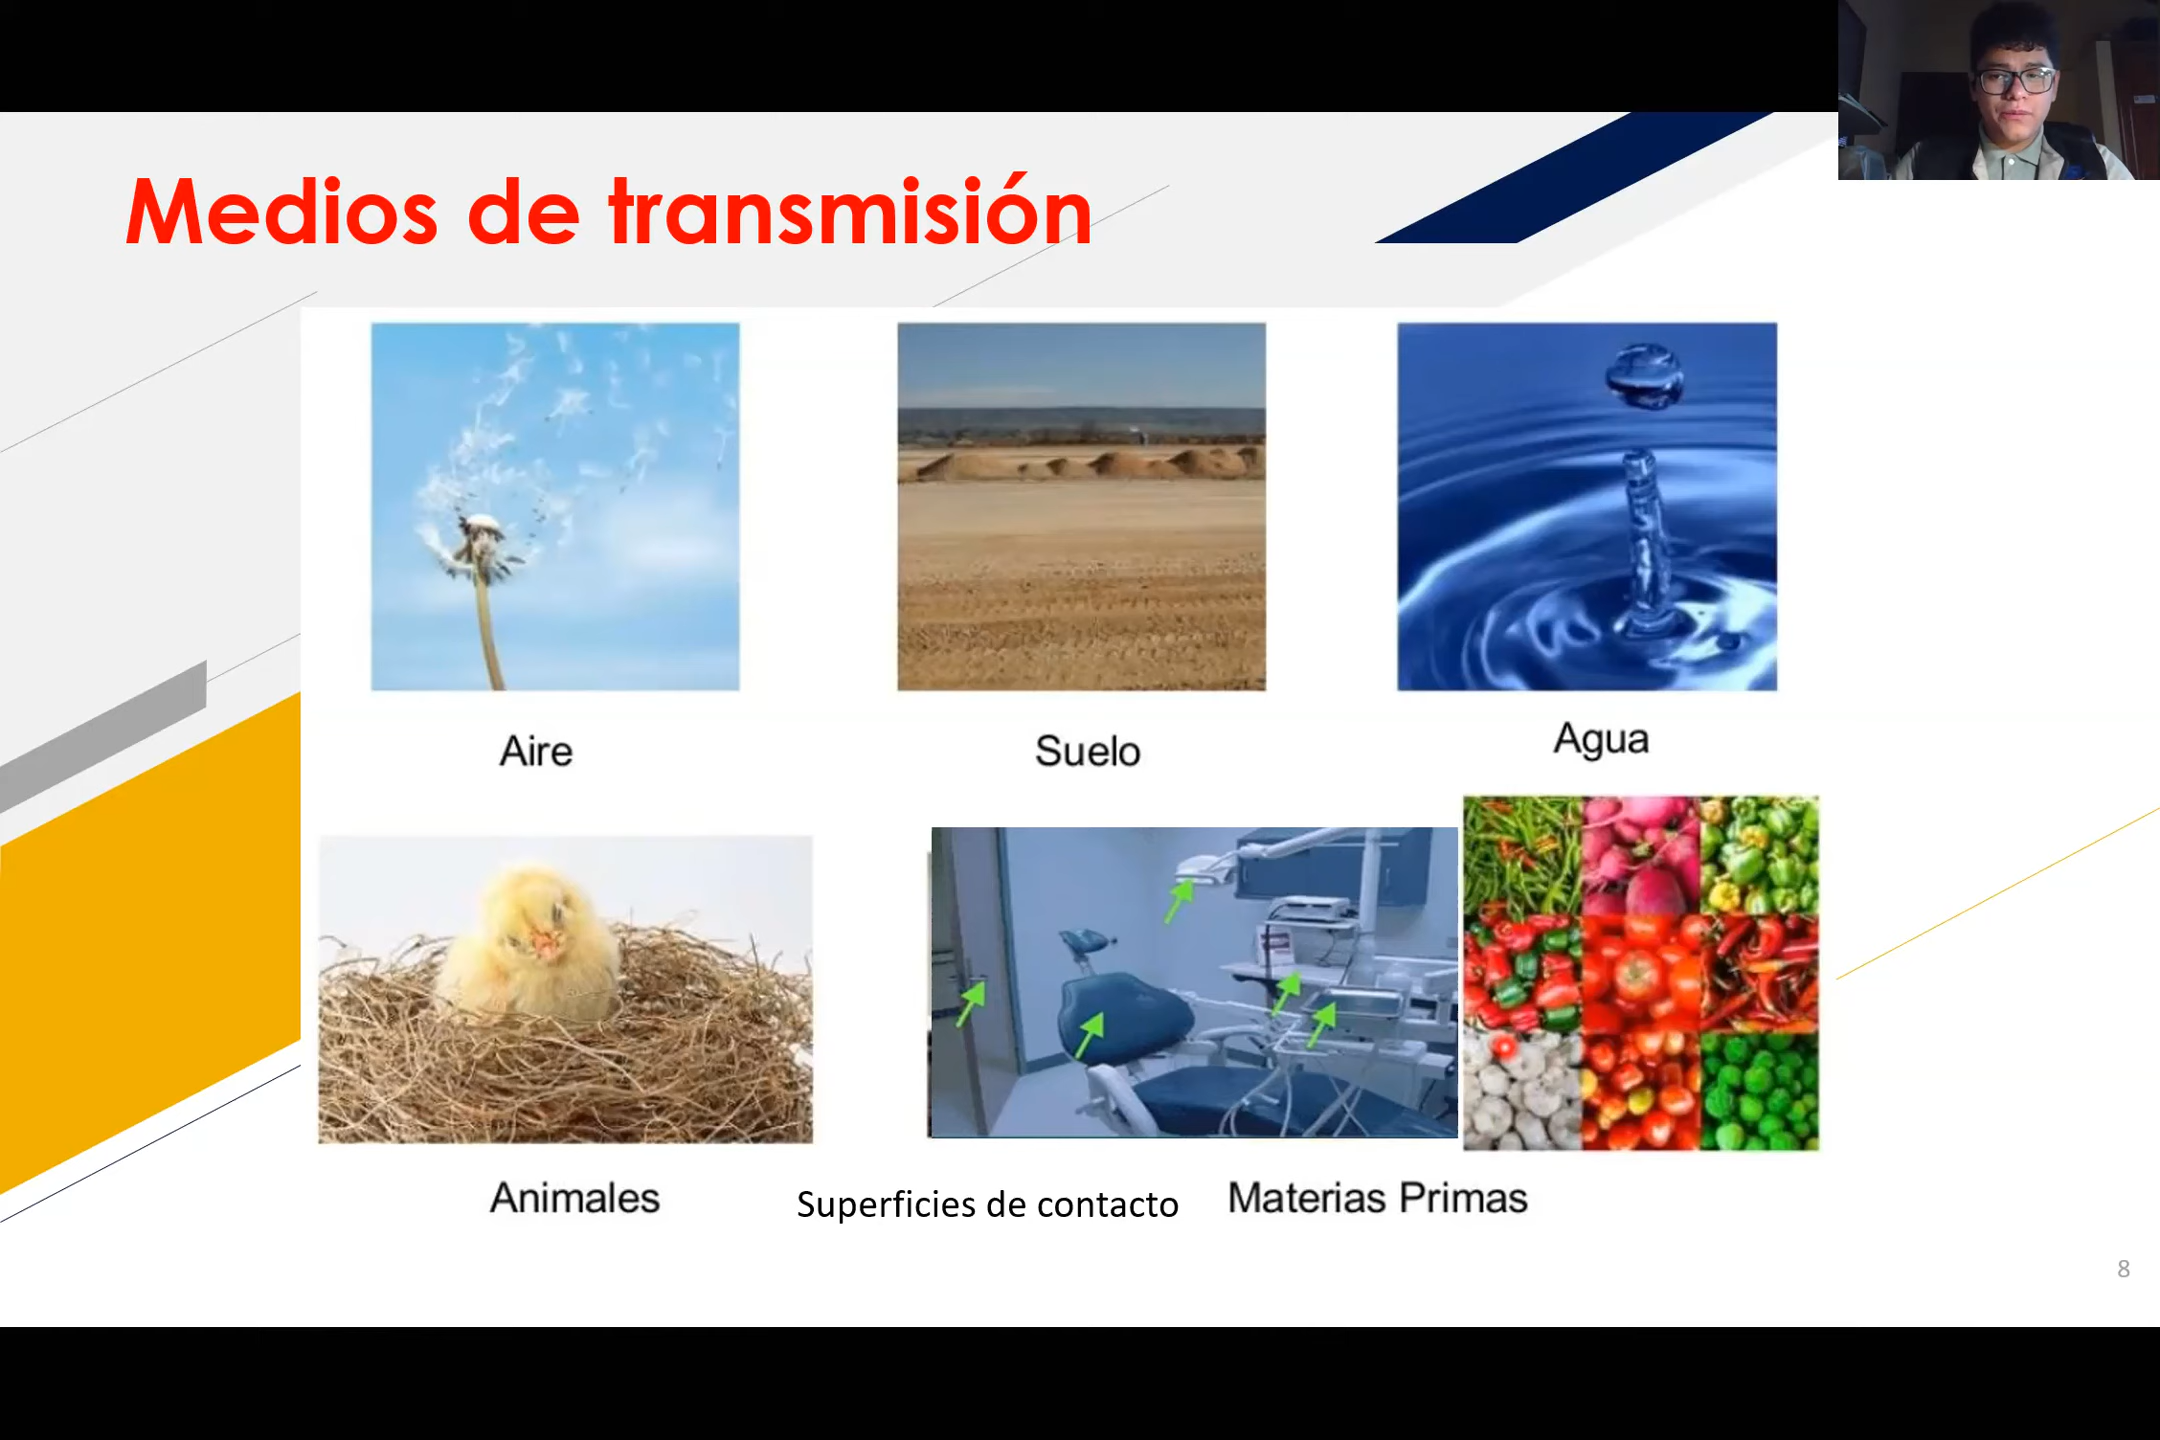 Medios de transmisión
Aire
Suelo
Agua
Animales
Superficies de contacto
Materias Primas
8